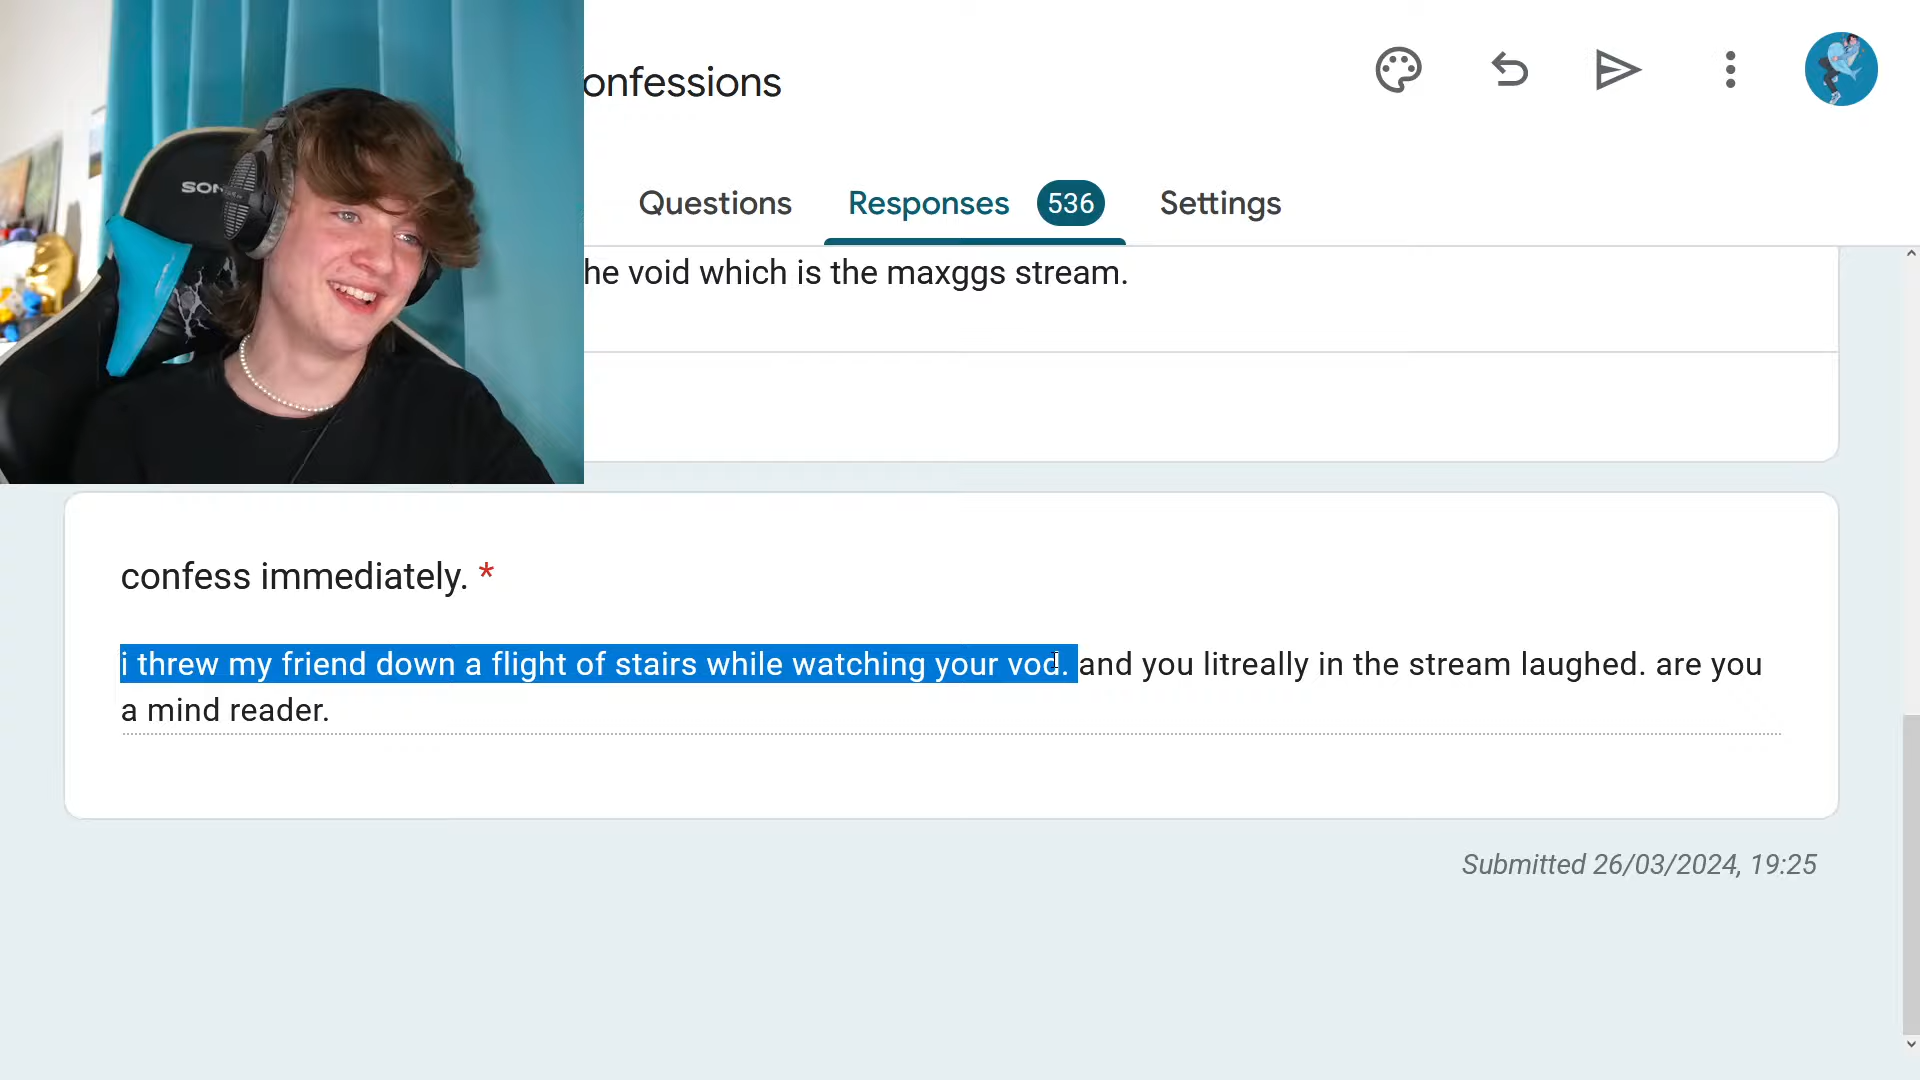 onfessions
Questions
Responses
536
Settings
he void which is the maxggs stream.
confess immediately. *
i threw my friend down a flight of stairs while watching your vod. and you litreally in the stream laughed. are you
a mind reader.
Submitted 26/03/2024, 19:25